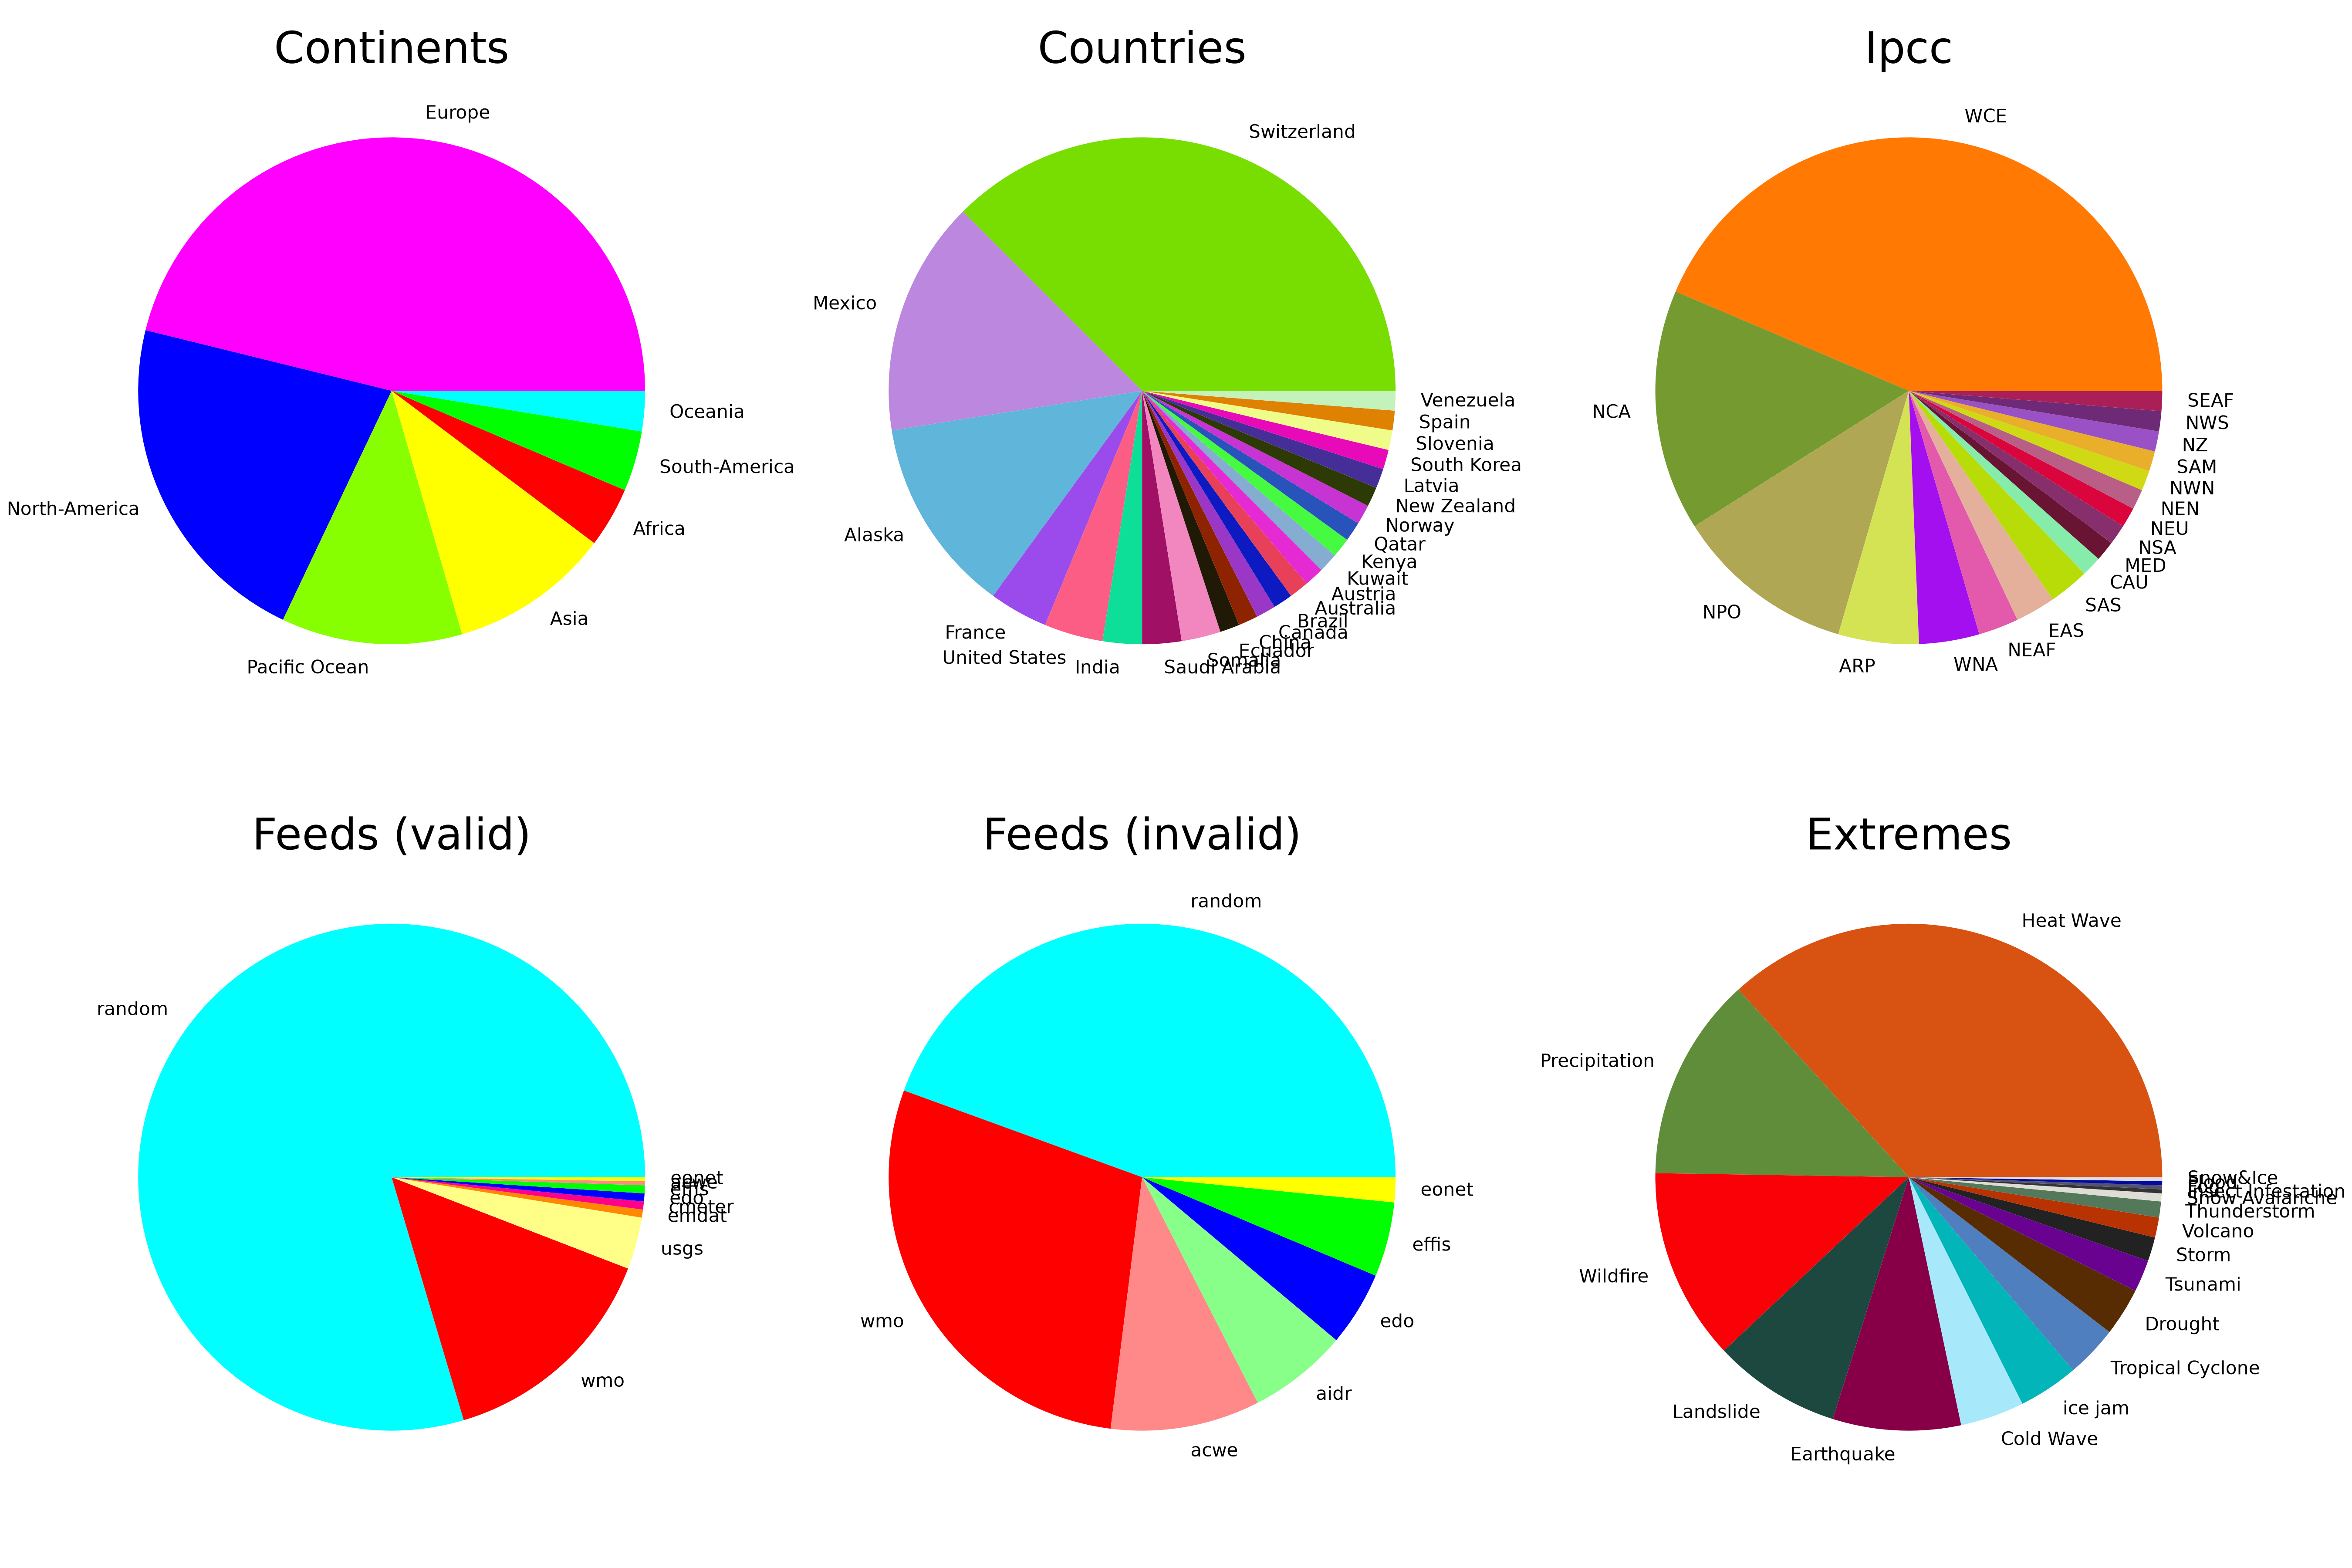 Continents
Countries
Ipcc
Europe
North-America
Pacific Ocean
Asia
Africa
South-America
Oceania
Switzerland
Mexico
Alaska
France
United States
India
Saudi Arabia
Somalia
Ecuador
China
Canada
Brazil
Australia
Austria
Kuwait
Kenya
Qatar
Norway
New Zealand
Latvia
South Korea
Slovenia
Spain
Venezuela
WCE
NCA
NPO
ARP
WNA
NEAF
EAS
SAS
CAU
MED
NSA
NEU
NEN
NWN
SAM
NZ
NWS
SEAF
Feeds (valid)
Feeds (invalid)
Extremes
random
wmo
usgs
emdat
cmeter
edo
eonet
random
wmo
acwe
aidr
edo
effis
eonet
Heat Wave
Precipitation
Wildfire
Landslide
Earthquake
Cold Wave
ice jam
Tropical Cyclone
Drought
Tsunami
Storm
Volcano
Thunderstorm
Snow Avalanche
Insect Infestation
Fog
Flood
Snow&Ice